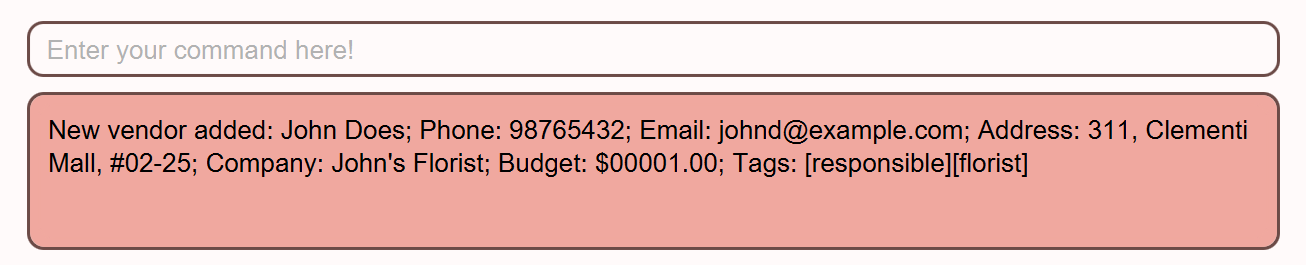 Enter your command here!
New vendor added: John Does; Phone: 98765432; Email: johnd@example.com; Address: 311, Clementi
Mall, #02-25; Company: John's Florist; Budget: $00001.00; Tags: [responsible][florist]